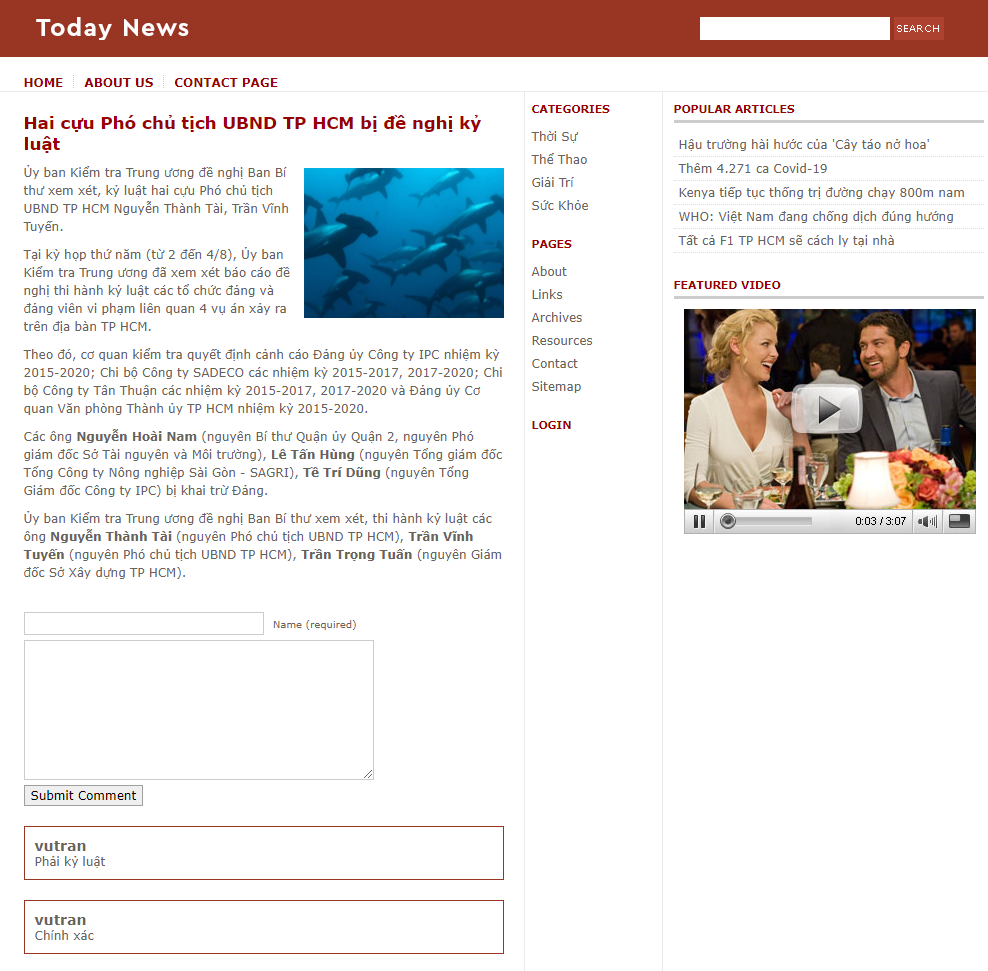 Today News
SEARCH
HOME
ABOUT US
CONTACT PAGE
Hai cựu Phó chủ tịch UBND TP HCM bị đề nghị kỷ
luật
Ủy ban Kiểm tra Trung ương đề nghị Ban Bí
thư xem xét, kỷ luật hai cựu Phó chủ tịch
UBND TP HCM Nguyễn Thành Tài, Trần Vĩnh
Tuyến.
Tại kỳ họp thứ năm (từ 2 đến 4/8), Ủy ban
Kiểm tra Trung ương đã xem xét báo cáo đề
nghị thi hành kỷ luật các tổ chức đảng và
đảng viên vi phạm liên quan 4 vụ án xảy ra
trên địa bàn TP HCM.
Theo đó, cơ quan kiểm tra quyết định cảnh cáo Đảng ủy Công ty IPC nhiệm kỳ
2015-2020; Chi bộ Công ty SADECO các nhiệm kỳ 2015-2017, 2017-2020; Chi
bộ Công ty Tân Thuận các nhiệm kỳ 2015-2017, 2017-2020 và Đảng ủy Cơ
quan Văn phòng Thành ủy TP HCM nhiệm kỳ 2015-2020.
Các ông Nguyễn Hoài Nam (nguyên Bí thư Quận ủy Quận 2, nguyên Phó
giám đốc Sở Tài nguyên và Môi trường), Lê Tấn Hùng (nguyên Tổng giám đốc
Tổng Công ty Nông nghiệp Sài Gòn - SAGRI), Tề Trí Dũng (nguyên Tổng
Giám đốc Công ty IPC) bị khai trừ Đảng.
Ủy ban Kiểm tra Trung ương đề nghị Ban Bí thư xem xét, thi hành kỷ luật các
ông Nguyễn Thành Tài (nguyên Phó chủ tịch UBND TP HCM), Trần Vĩnh
Tuyến (nguyên Phó chủ tịch UBND TP HCM), Trần Trọng Tuấn (nguyên Giám
đốc Sở Xây dựng TP HCM).
Name (required)
Submit Comment
vutran
Phải kỷ luật
vutran
Chính xác
CATEGORIES
Thời Sự
Thể Thao
Giải Trí
Sức Khỏe
PAGES
About
Links
Archives
Resources
Contact
Sitemap
LOGIN
POPULAR ARTICLES
Hậu trường hài hước của 'Cây táo nở hoa'
Thêm 4.271 ca Covid-19
Kenya tiếp tục thống trị đường chạy 800m nam
WHO: Việt Nam đang chống dịch đúng hướng
Tất cả F1 TP HCM sẽ cách ly tại nhà
FEATURED VIDEO
0:03 / 3:07